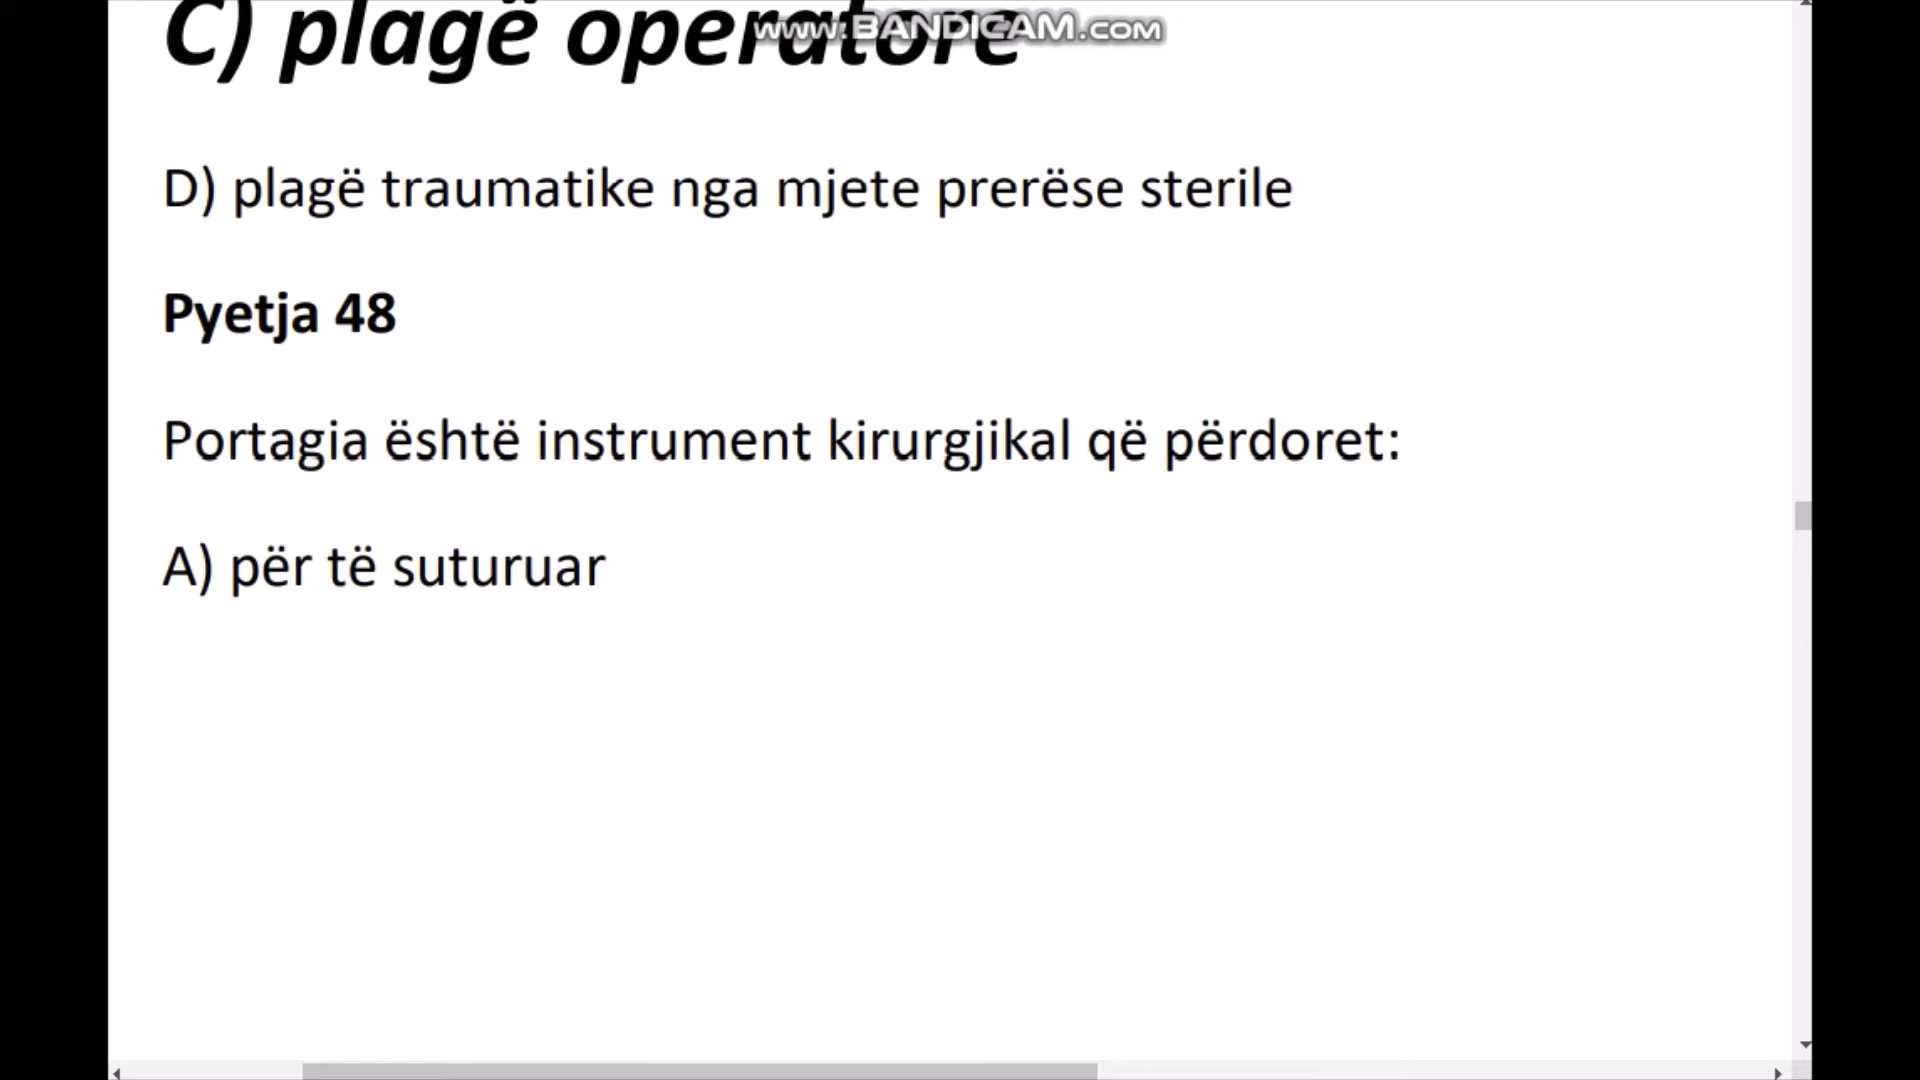 C) plagë operatore
www.BANDICAM.com
D) plagë traumatike nga mjete prerëse sterile
Pyetja 48
Portagia është instrument kirurgjikal që përdoret:
A) për të suturuar